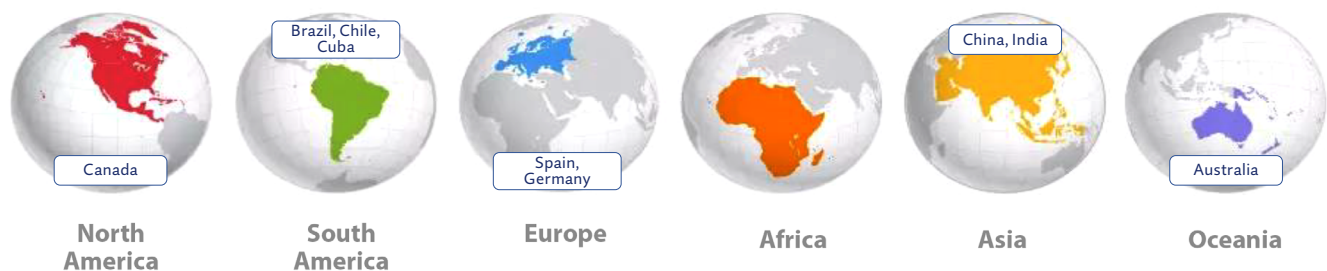 Brazil, Chile,
Cuba
China, India
Canada
Spain,
Germany
Australia
North
America
South
America
Europe
Africa
Asia
Oceania